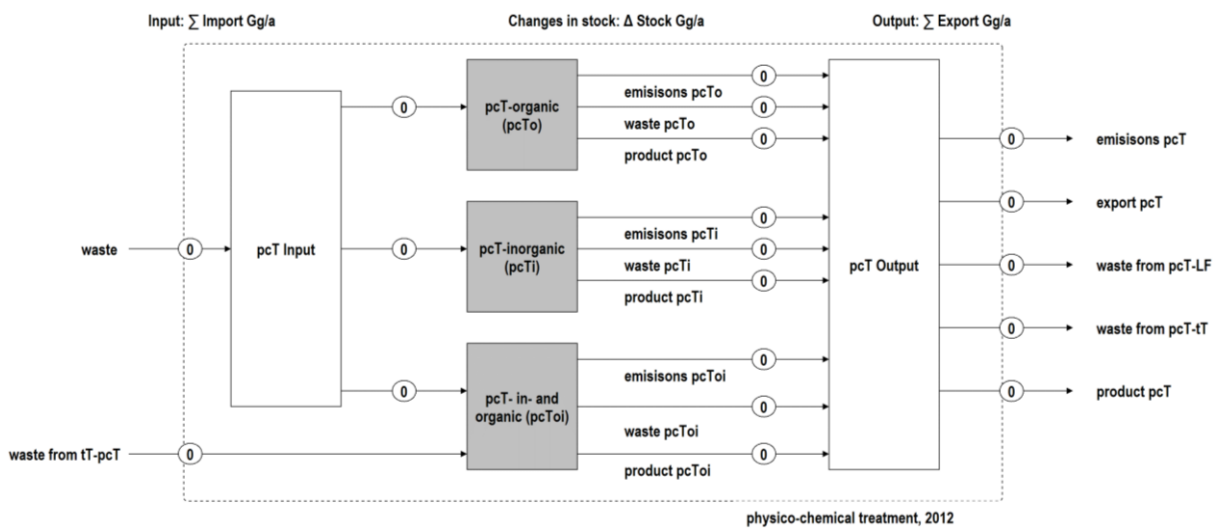 Input: ∑ Import Gg/a
Changes in stock: Δ Stock Gg/a
Output: ∑ Export Gg/a
0
emisisons pcTo
0
0
pcT-organic
(pcTo)
0
waste pcTo
0
product pcTo
emisisons pcT
0
export pcT
0
0
emisisons pcTi
waste
0
pcT Input
0
pcT-inorganic
(pcTi)
0
waste pcTi
0
product pcTi
pcT Output
0
waste from pcT-LF
0
waste from pcT-tT
0
emisisons pcToi
0
pcT- in- and
organic (pcToi)
0
waste pcToi
0
product pcT
waste from tT-pcT
0
0
product pcToi
physico-chemical treatment, 2012